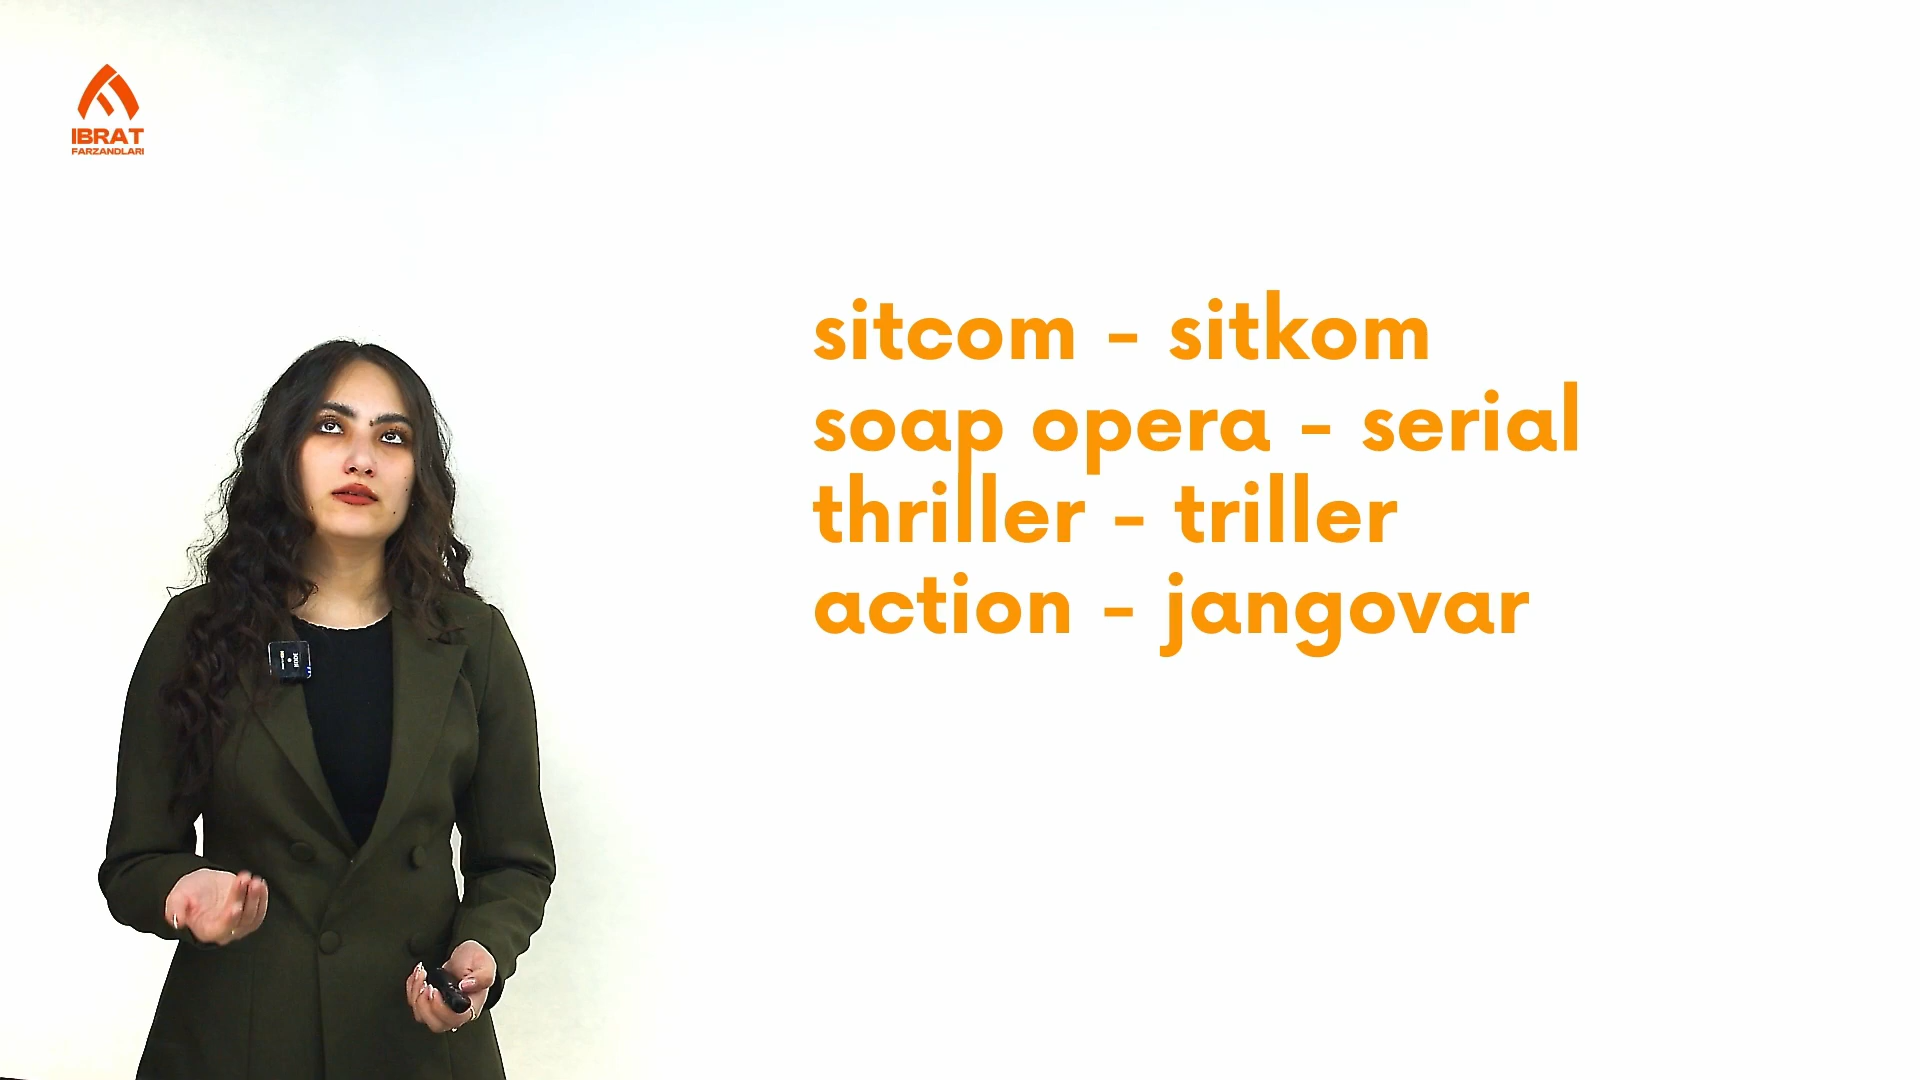 IBRAT
FARZANDLARI
sitcom - sitkom
soap opera - serial
thriller - triller
action - jangovar